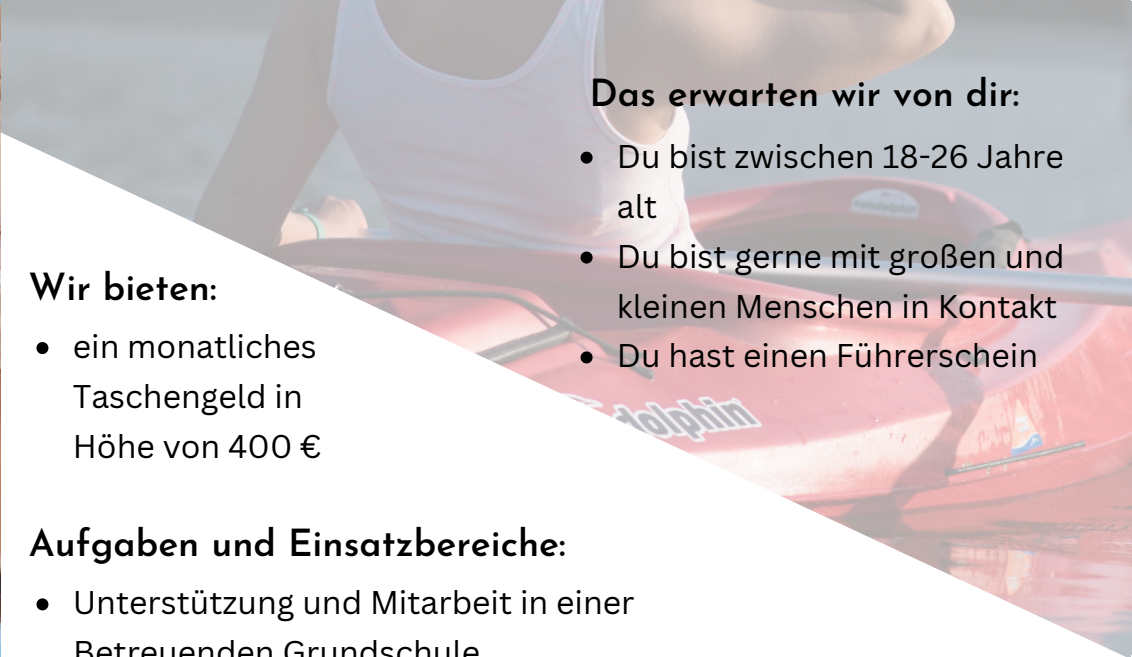 Das erwarten wir von dir:
Du bist zwischen 18-26 Jahre
alt
Du bist gerne mit großen und
kleinen Menschen in Kontakt
Du hast einen Führerschein
Wir bieten:
ein monatliches
Taschengeld in
Höhe von 400 €
Aufgaben und Einsatzbereiche:
Unterstützung und Mitarbeit in einer
Betreuenden Grundschule
sundolphin
dolphin